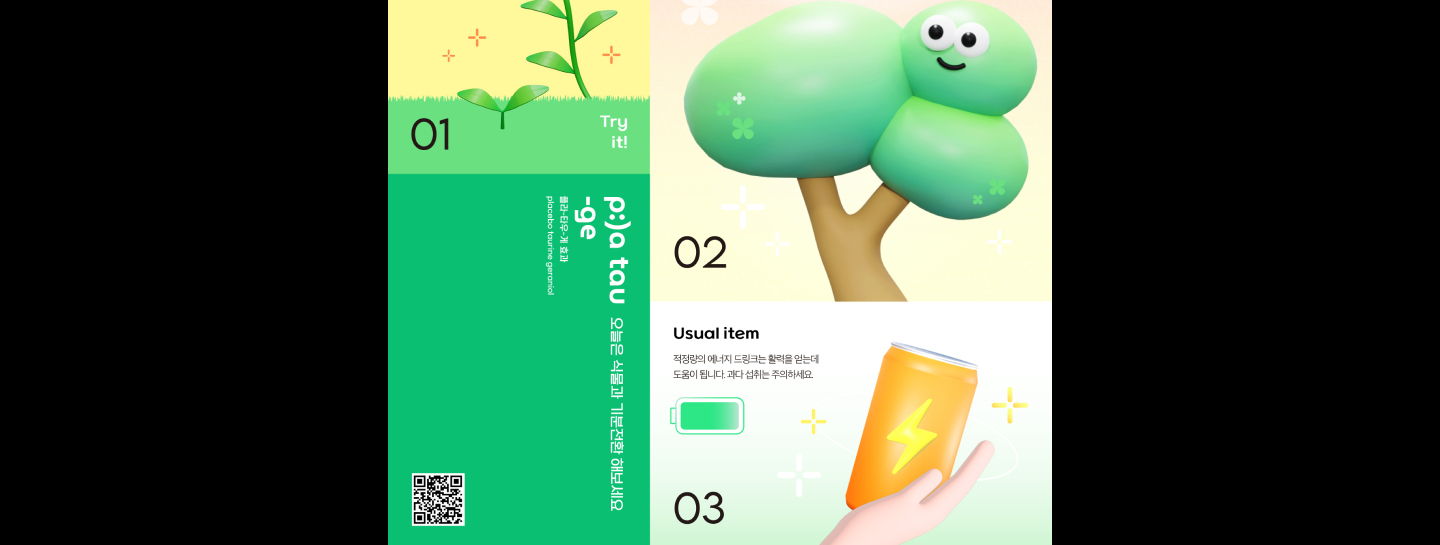 01
Try
it!
p:)a tau
-ge
플라-타우-게 효과
placebo taurine geraniol
오늘은 식물과 기분전환 해보세요
02
Usual item
적정량의 에너지 드링크는 활력을 얻는데
도움이 됩니다. 과다 섭취는 주의하세요.
03